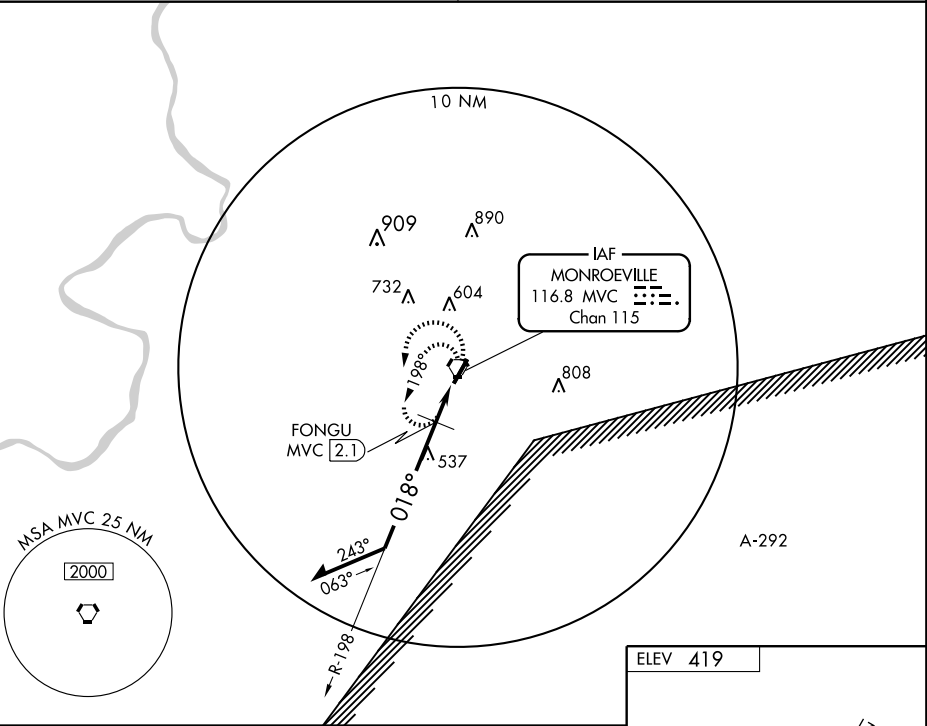 10 NM
909
890
IAF
MONROEVILLE
116.8 MVC
Chan 115
732
604
198°
808
FONGU
MVC 2.1
537
018°
MSA MVC 25 NM
2000
243°
063°
A-292
R-198
ELEV 419